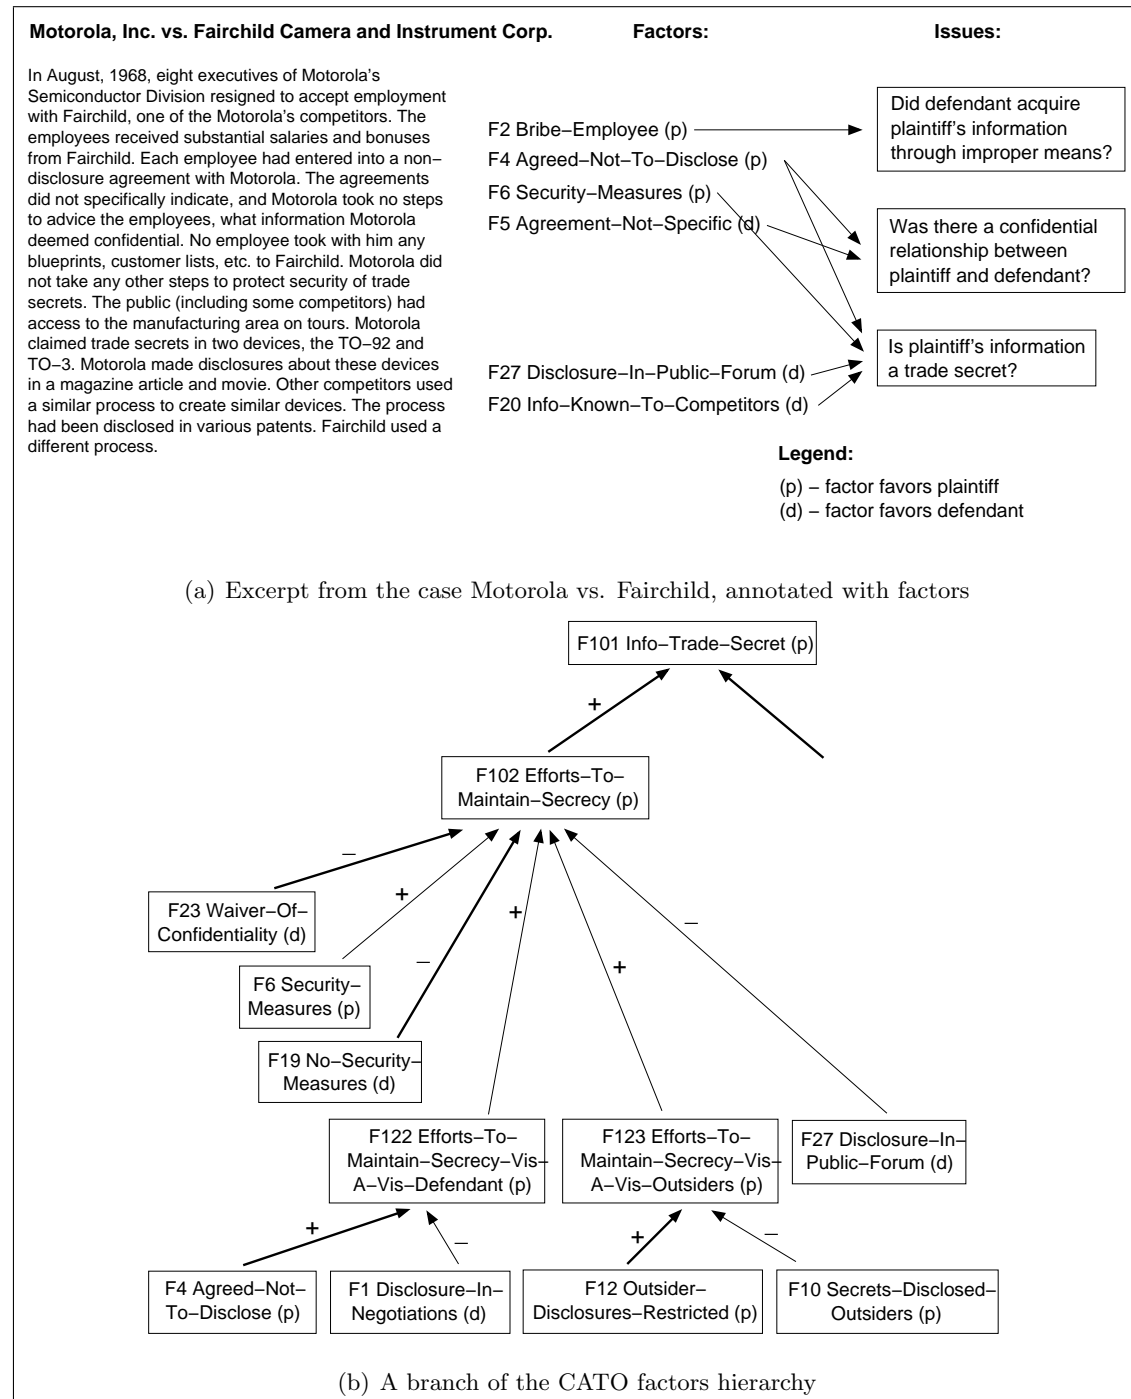 Motorola, Inc. vs. Fairchild Camera and Instrument Corp.
Factors:
Issues:
In August, 1968, eight executives of Motorola's
Semiconductor Division resigned to accept employment
with Fairchild, one of the Motorola's competitors. The
employees received substantial salaries and bonuses
from Fairchild. Each employee had entered into a non−
disclosure agreement with Motorola. The agreements
did not specifically indicate, and Motorola took no steps
to advice the employees, what information Motorola
deemed confidential. No employee took with him any
blueprints, customer lists, etc. to Fairchild. Motorola did
not take any other steps to protect security of trade
secrets. The public (including some competitors) had
access to the manufacturing area on tours. Motorola
claimed trade secrets in two devices, the TO−92 and
TO−3. Motorola made disclosures about these devices
in a magazine article and movie. Other competitors used
a similar process to create similar devices. The process
had been disclosed in various patents. Fairchild used a
different process.
F2 Bribe−Employee (p)
F4 Agreed−Not−To−Disclose (p)
F6 Security−Measures (p)
F5 Agreement−Not−Specific (d)
F27 Disclosure−In−Public−Forum (d)
F20 Info−Known−To−Competitors (d)
Did defendant acquire
plaintiff's information
through improper means?
Was there a confidential
relationship between
plaintiff and defendant?
Is plaintiff's information
a trade secret?
Legend:
(p) − factor favors plaintiff
(d) − factor favors defendant
(a) Excerpt from the case Motorola vs. Fairchild, annotated with factors
F101 Info−Trade−Secret (p)
+
F102 Efforts−To−
Maintain−Secrecy (p)
−
+
+
−
−
+
F23 Waiver−Of−
Confidentiality (d)
F6 Security−
Measures (p)
F19 No−Security−
Measures (d)
F122 Efforts−To−
Maintain−Secrecy−Vis−
A−Vis−Defendant (p)
F123 Efforts−To−
Maintain−Secrecy−Vis−
A−Vis−Outsiders (p)
F27 Disclosure−In−
Public−Forum (d)
+
−
+
−
F4 Agreed−Not−
To−Disclose (p)
F1 Disclosure−In−
Negotiations (d)
F12 Outsider−
Disclosures−Restricted (p)
F10 Secrets−Disclosed−
Outsiders (p)
(b) A branch of the CATO factors hierarchy